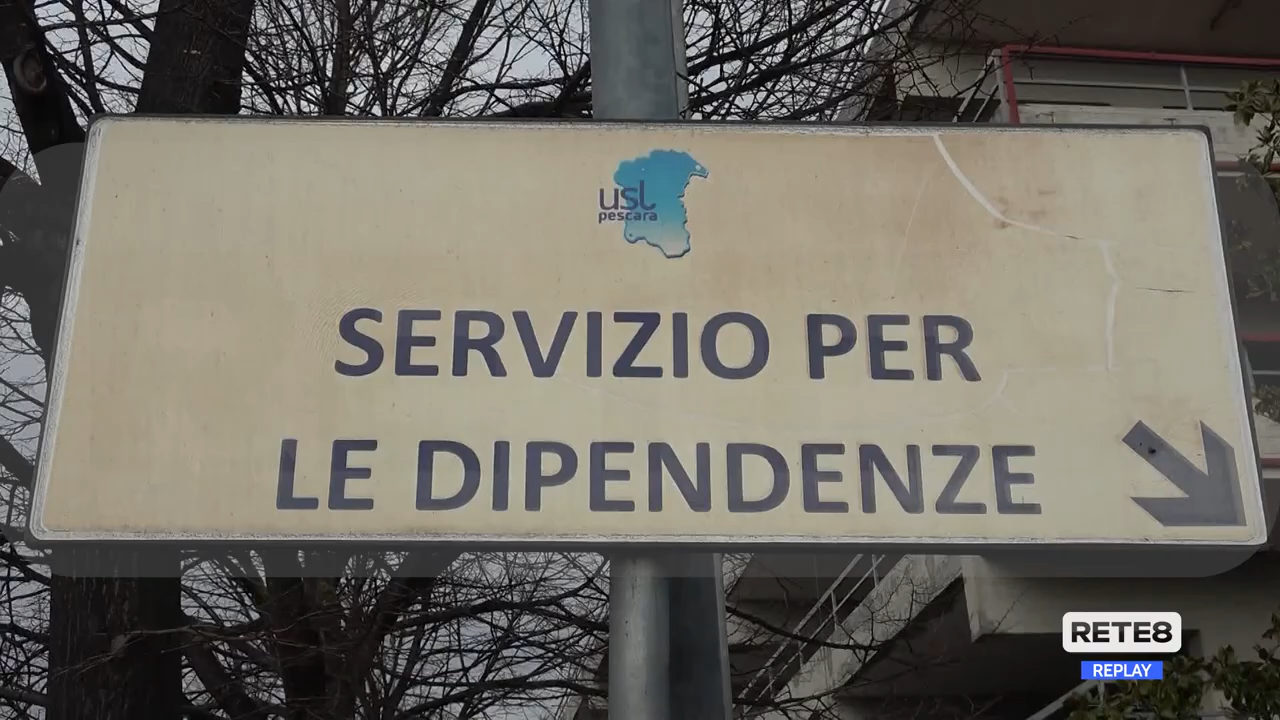 usl
pescara
SERVIZIO PER
LE DIPENDENZE
RETE8
REPLAY